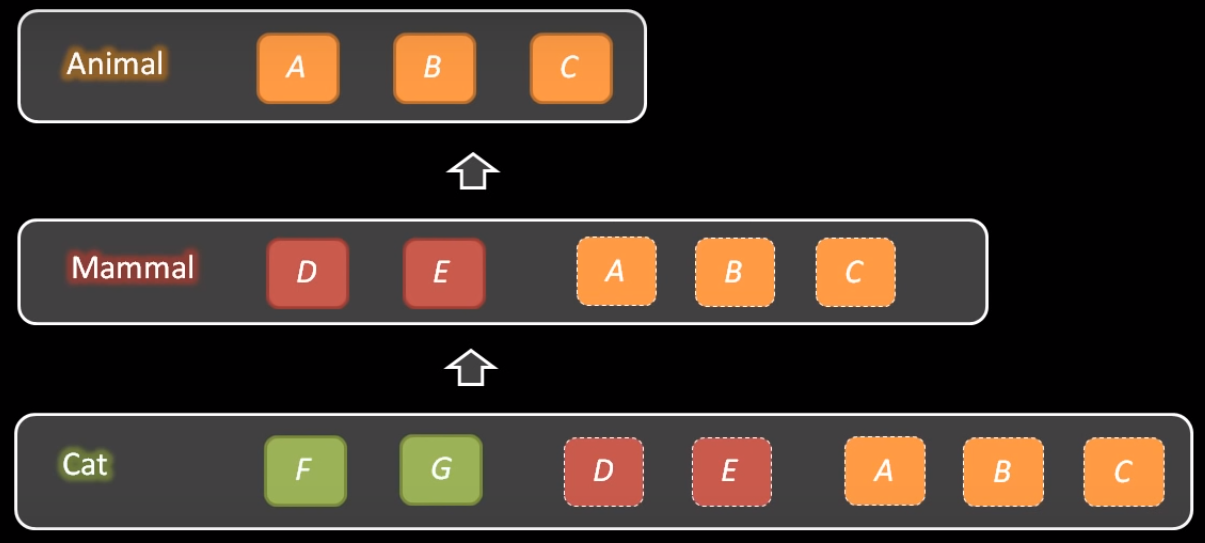 Animal A B C
Mammal D E A B C
Cat F G D E A B C